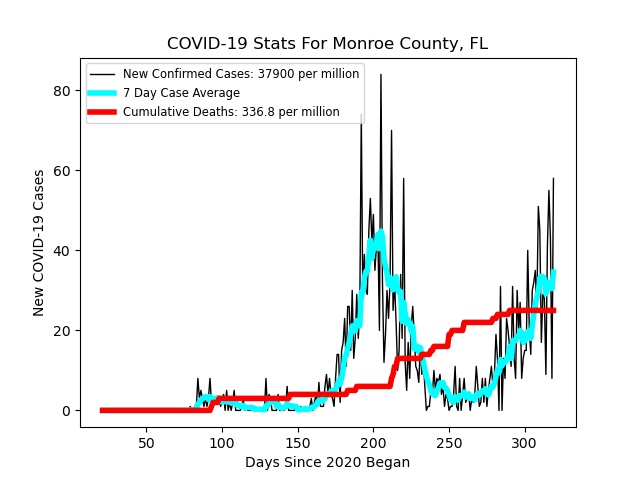 COVID-19 Stats For Monroe County, FL
New Confirmed Cases: 37900 per million
7 Day Case Average
Cumulative Deaths: 336.8 per million
New COVID-19 Cases
80
60
40
20
0
50 100 150 200 250 300
Days Since 2020 Began